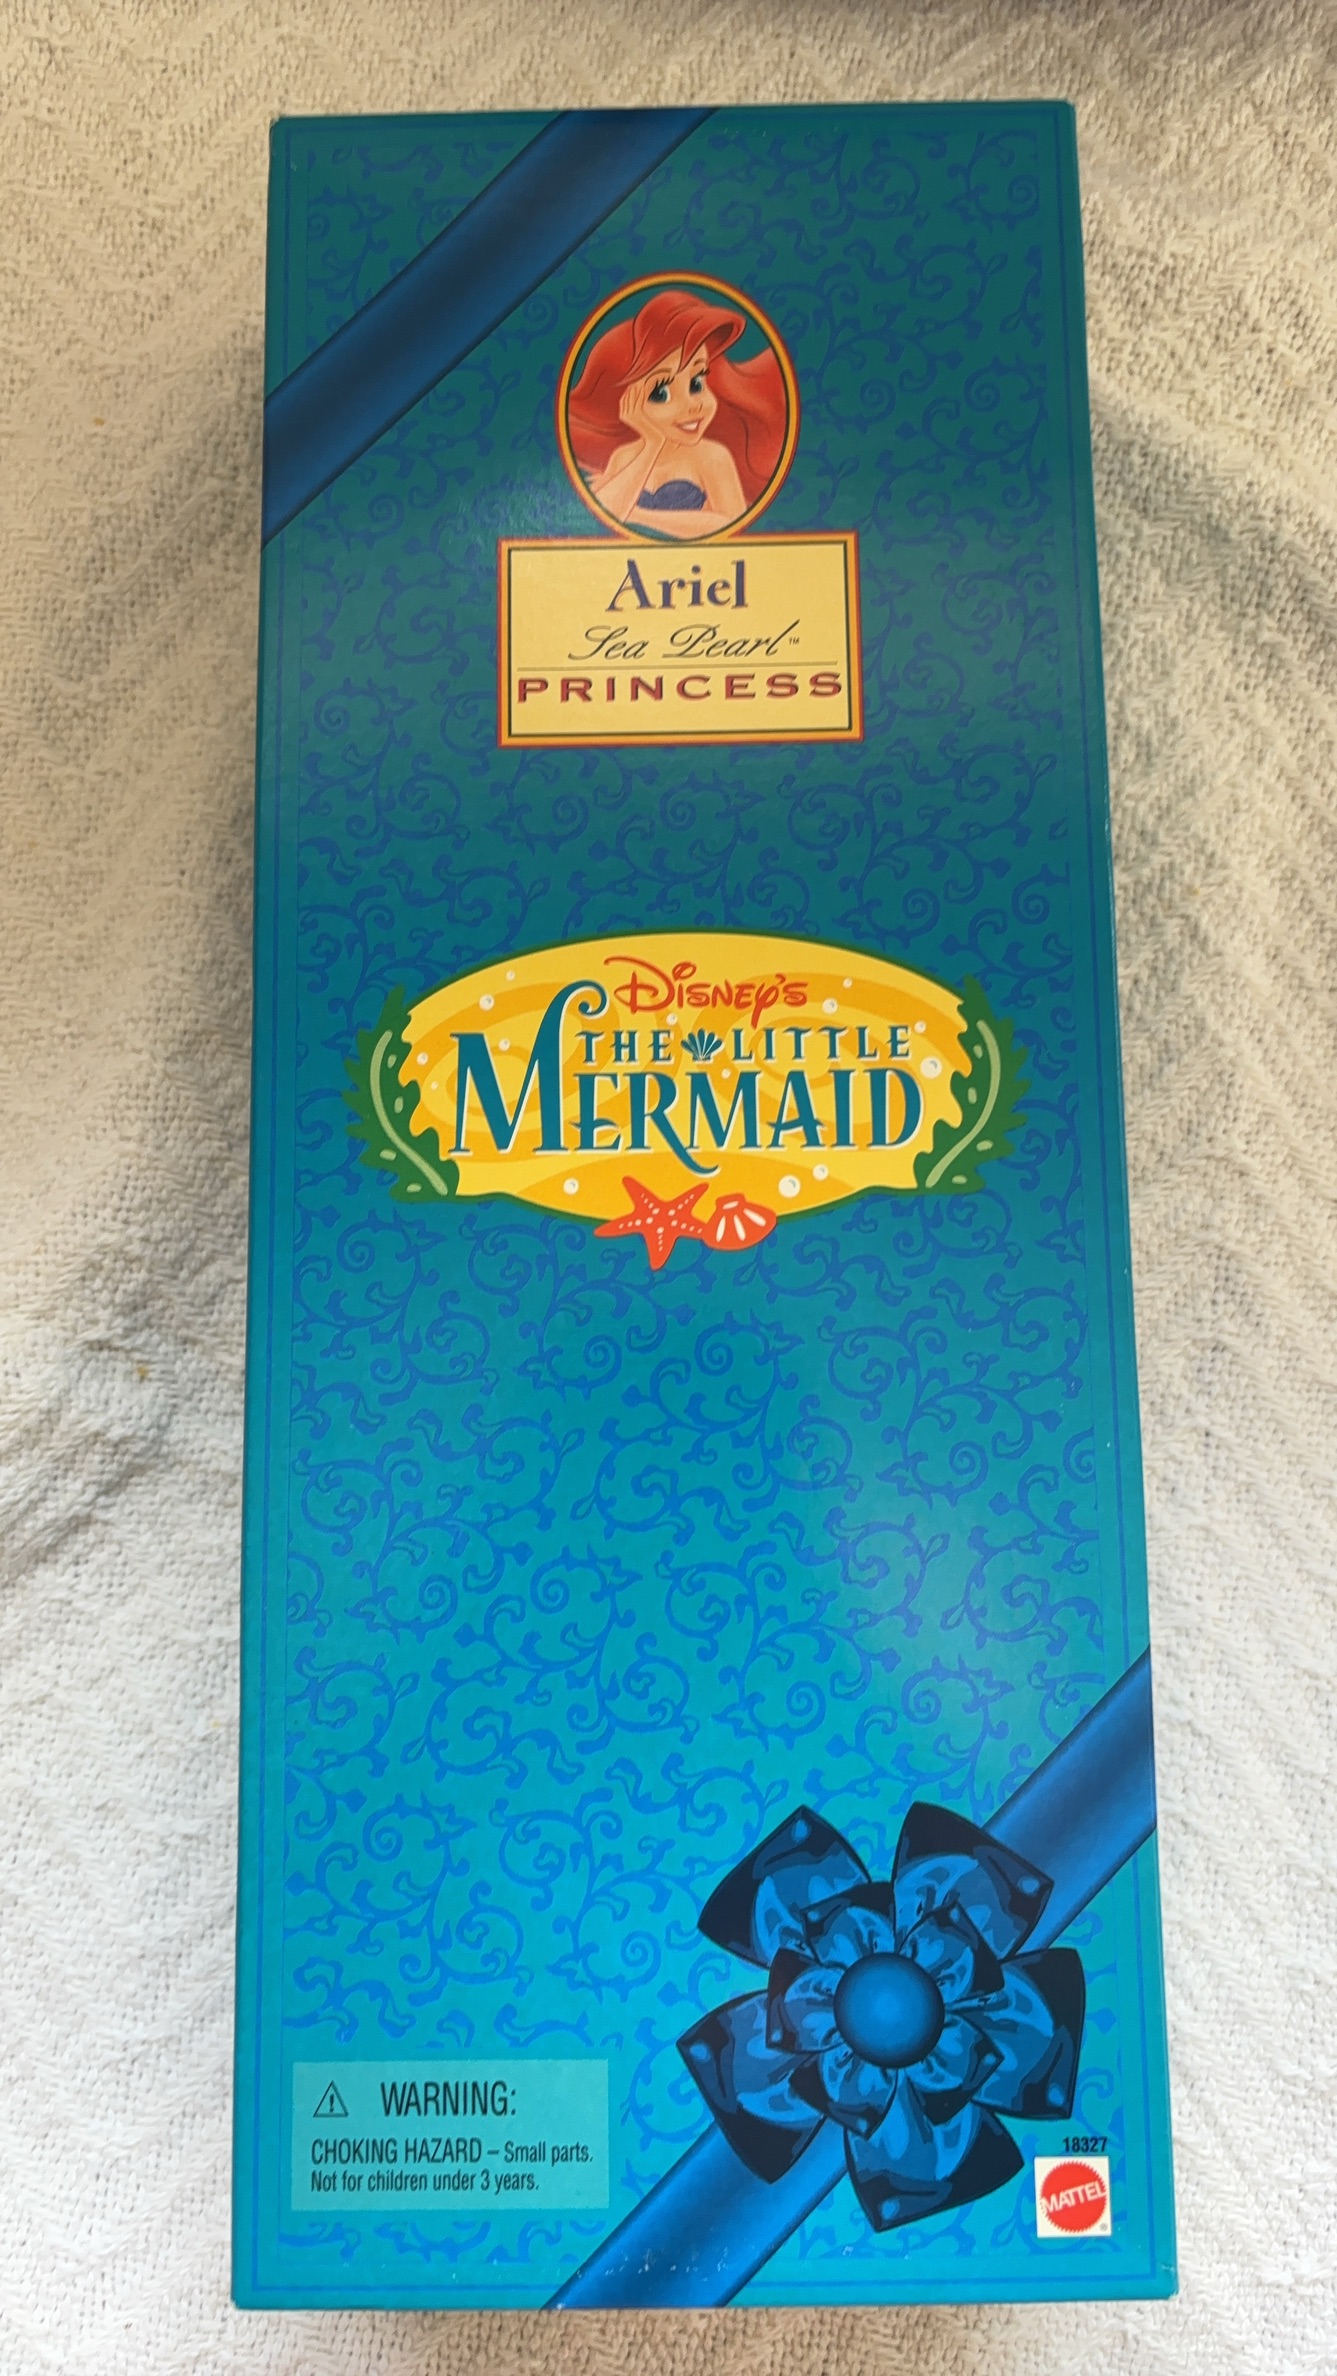 Ariel
Sea Pearl™
PRINCESS
DISNEY'S
THE LITTLE
MERMAID
⚠ WARNING:
CHOKING HAZARD – Small parts.
Not for children under 3 years.
18327
MATTEL®